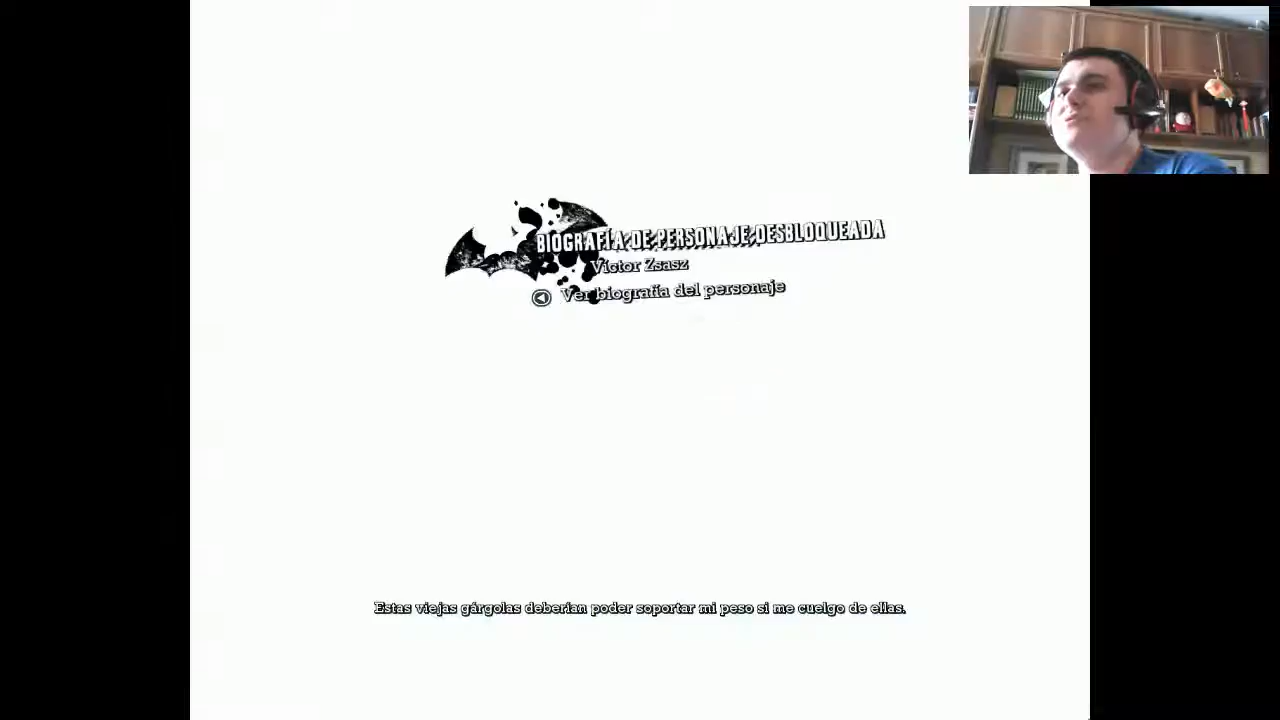 BIOGRAFÍA DE PERSONAJE DESBLOQUEADA
Víctor Zsasz
Ver biografía del personaje
Estas viejas gárgolas deberían poder soportar mi peso si me cuelgo de ellas.